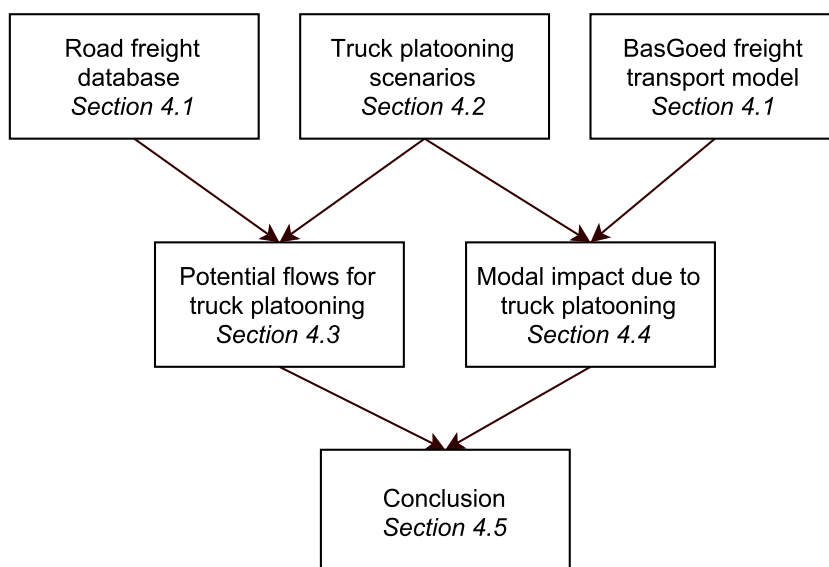 Road freight
database
Section 4.1
Truck platooning
scenarios
Section 4.2
BasGoed freight
transport model
Section 4.1
Potential flows for
truck platooning
Section 4.3
Modal impact due to
truck platooning
Section 4.4
Conclusion
Section 4.5